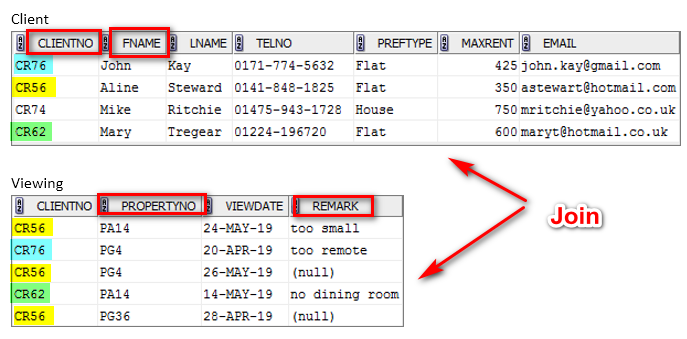 Client
CLIENTNO FNAME LNAME TELNO PREFTYPE MAXRENT EMAIL
CR76 John Kay 0171-774-5632 Flat 425 john.kay@gmail.com
CR56 Aline Steward 0141-848-1825 Flat 350 astewart@hotmail.com
CR74 Mike Ritchie 01475-943-1728 House 750 mritchie@yahoo.co.uk
CR62 Mary Tregear 01224-196720 Flat 600 maryt@hotmail.co.uk
Viewing
CLIENTNO PROPERTYNO VIEWDATE REMARK
CR56 PA14 24-MAY-19 too small
CR76 PG4 20-APR-19 too remote
CR56 PG4 26-MAY-19 (null)
CR62 PA14 14-MAY-19 no dining room
CR56 PG36 28-APR-19 (null)
Join